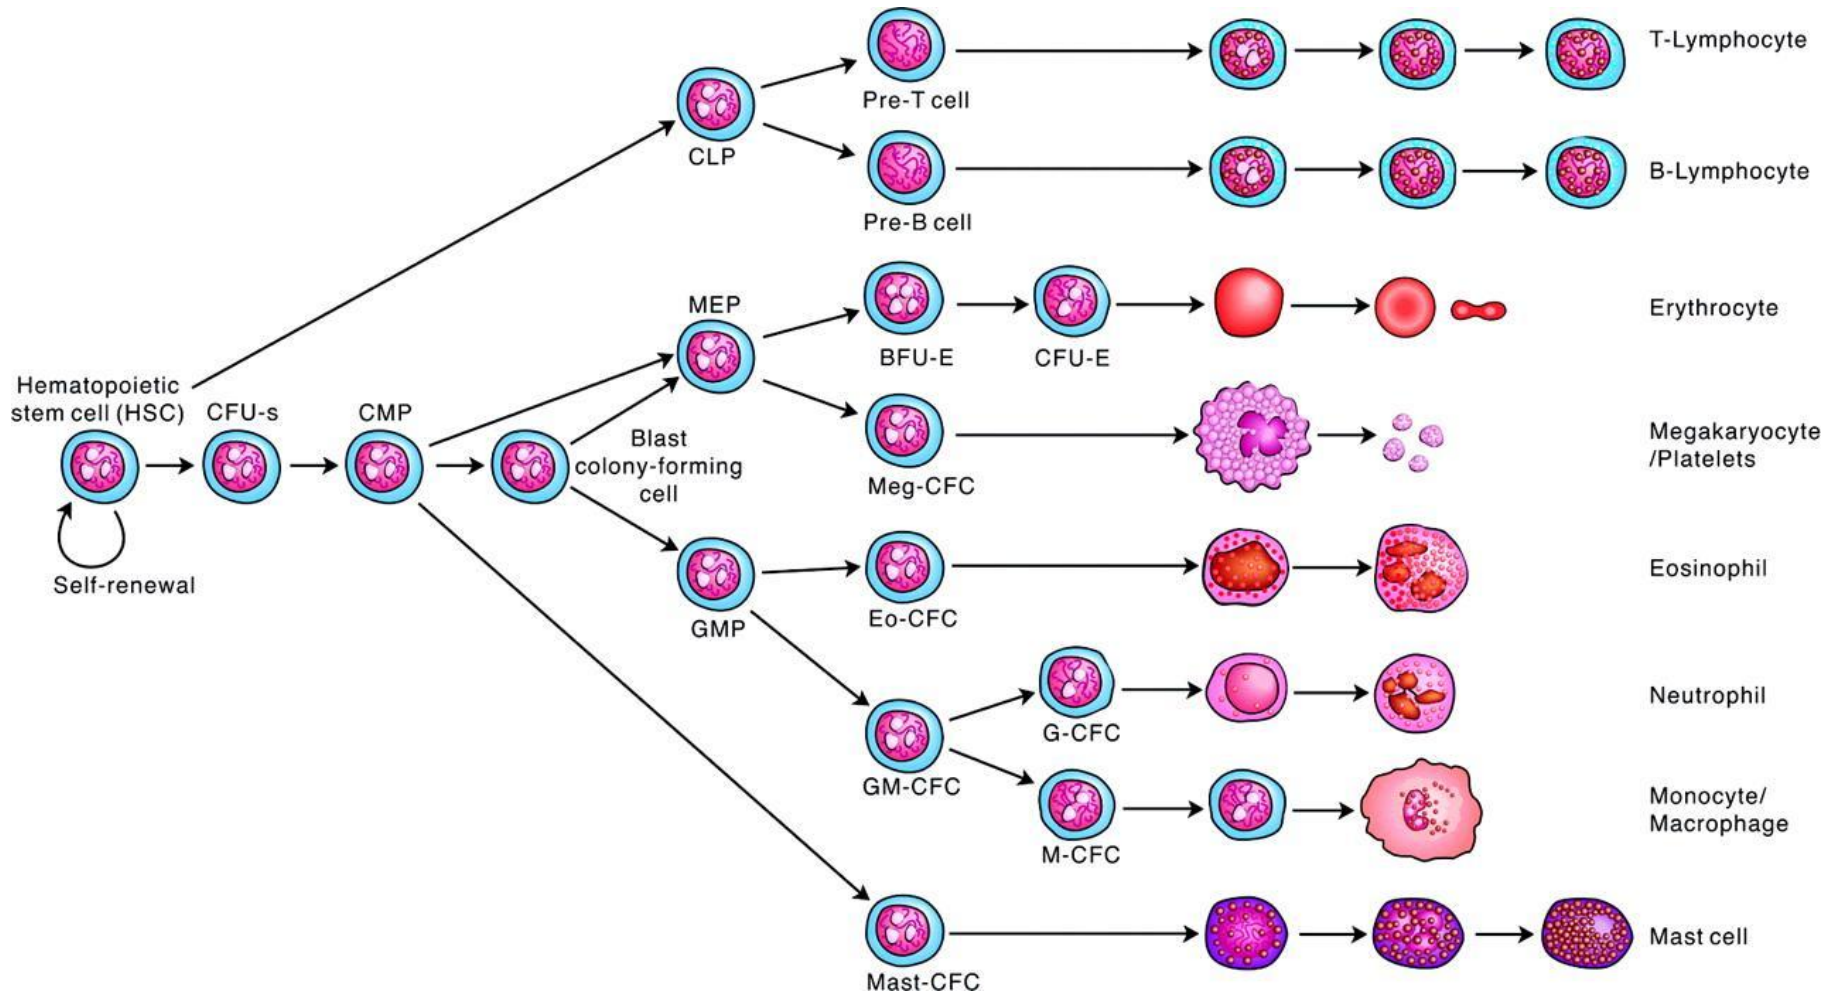 T-Lymphocyte
Pre-T cell
CLP
B-Lymphocyte
Pre-B cell
MEP
Erythrocyte
BFU-E
CFU-E
Hematopoietic
stem cell (HSC)
CFU-s
CMP
Blast
colony-forming
cell
Megakaryocyte
/Platelets
Meg-CFC
Self-renewal
Eosinophil
Eo-CFC
GMP
Neutrophil
G-CFC
GM-CFC
Monocyte/
Macrophage
M-CFC
Mast cell
Mast-CFC